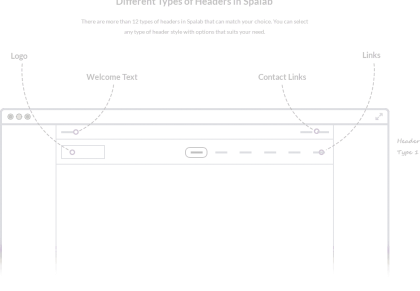 Different Types of Headers in Spalab
There are more than 12 types of headers in Spalab that can match your choice. You can select
any type of header style with options that suits your need.
Logo
Links
Welcome Text
Contact Links
Header
Type 1